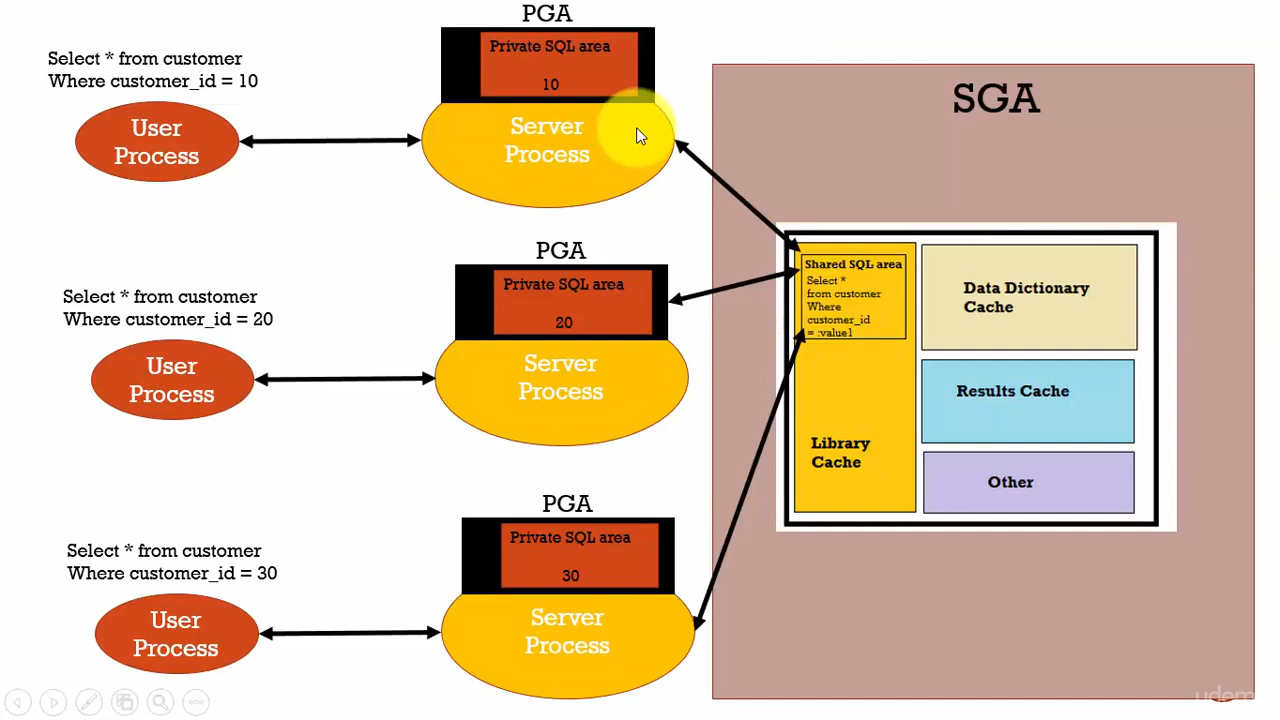 PGA
Select * from customer
Where customer_id = 10
Private SQL area
10
User
Process
Server
Process
SGA
PGA
Select * from customer
Where customer_id = 20
Private SQL area
20
User
Process
Server
Process
Shared SQL area
Select *
from customer
Where
customer_id
= :value1
Library
Cache
Data Dictionary
Cache
Results Cache
Other
PGA
Select * from customer
Where customer_id = 30
Private SQL area
30
User
Process
Server
Process